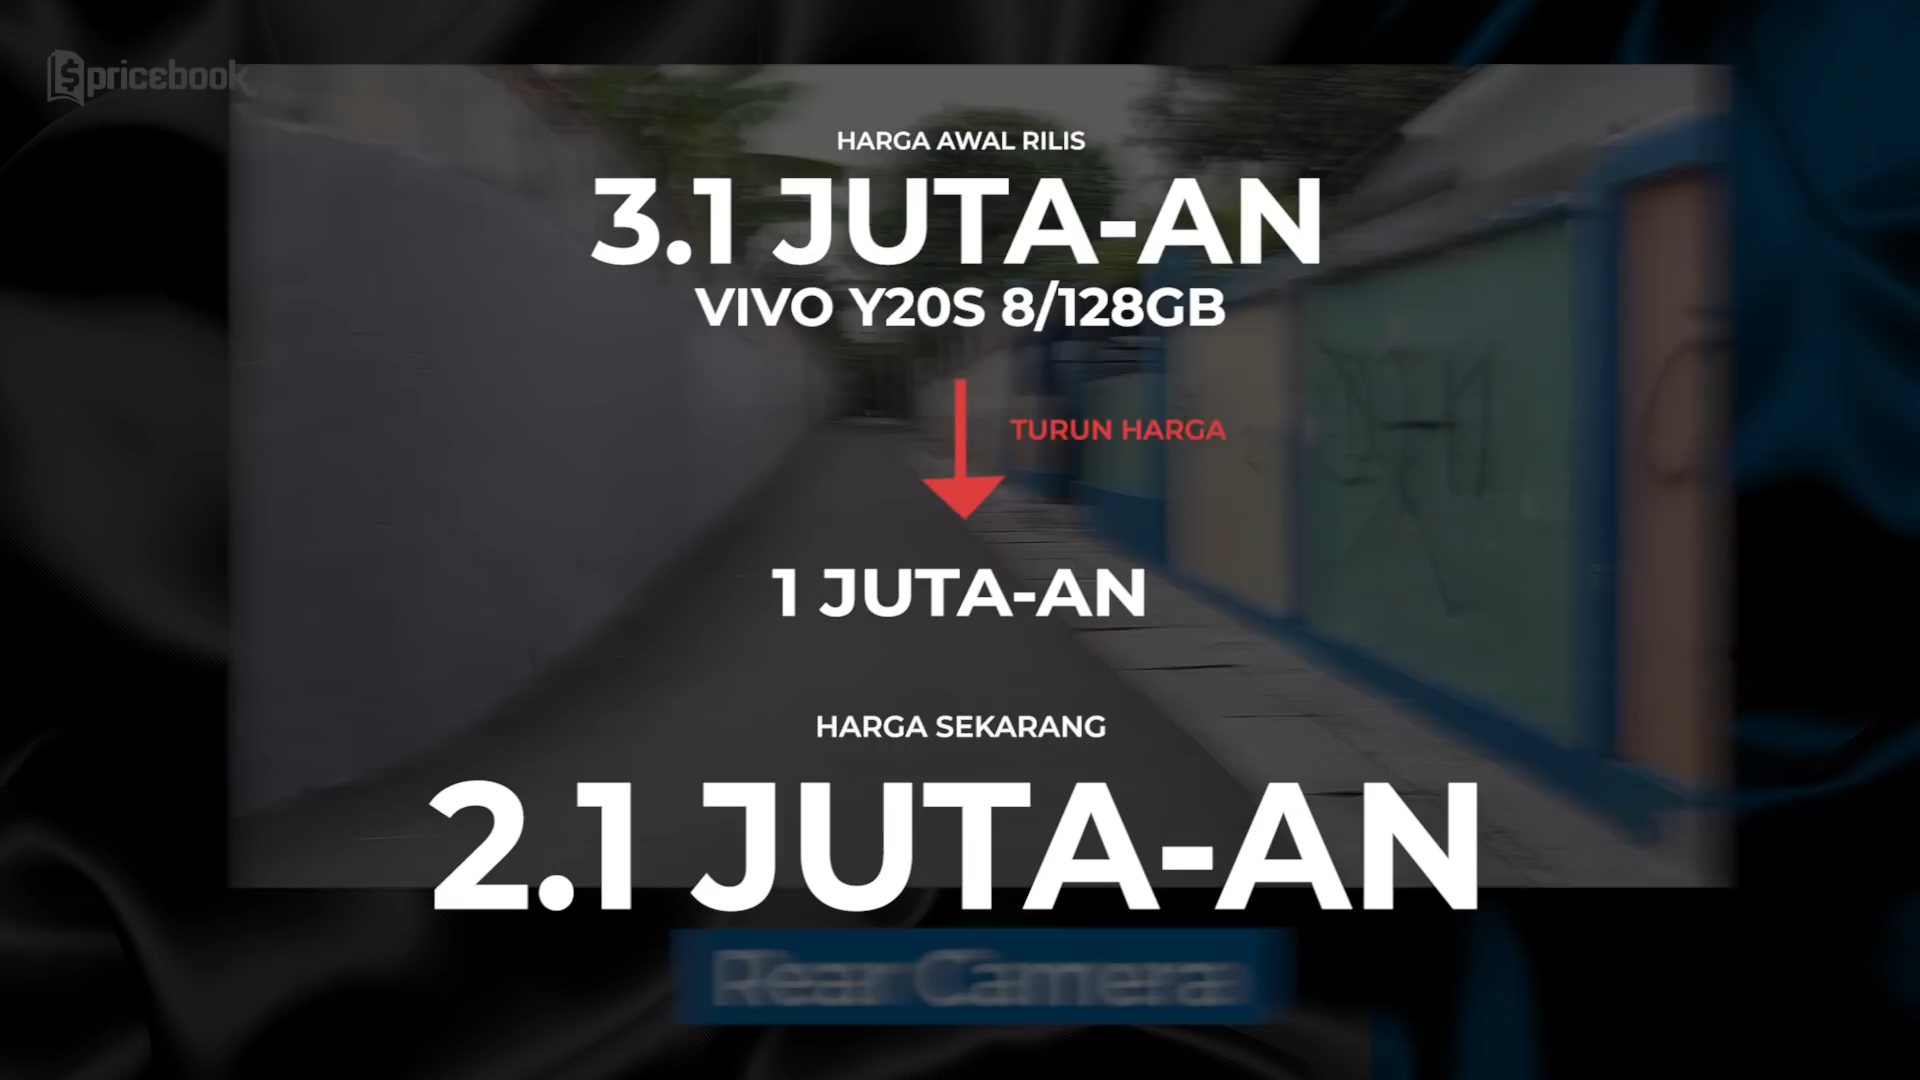 pricebook
HARGA AWAL RILIS
3.1 JUTA-AN
VIVO Y20S 8/128GB
TURUN HARGA
1 JUTA-AN
HARGA SEKARANG
2.1 JUTA-AN
Rear Camera